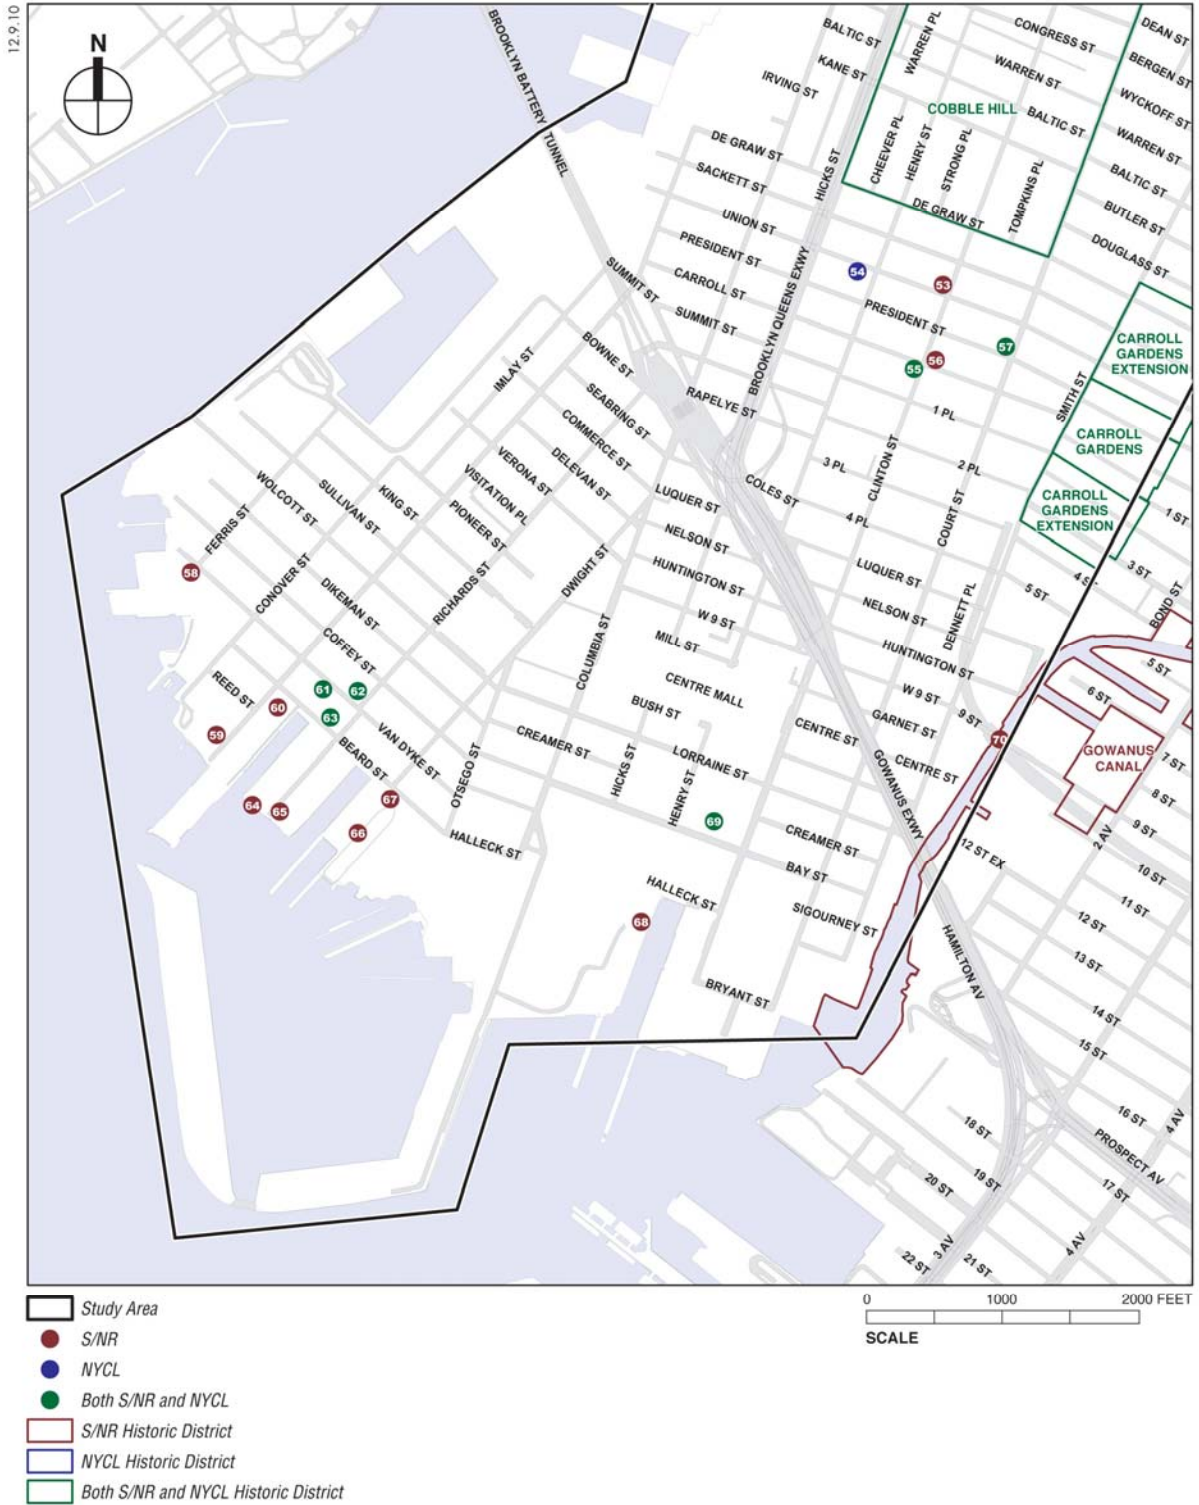 12.9.10
N
BROOKLYN BATTERY TUNNEL
BALTIC ST
WARREN PL
CONGRESS ST
DEAN ST
KANE ST
IRVING ST
WARREN ST
BERGEN ST
COBBLE HILL
BALTIC ST
WYCKOFF ST
DE GRAW ST
CHEEVER PL
HENRY ST
STRONG PL
WARREN ST
SACKETT ST
HICKS ST
TOMPKINS PL
BALTIC ST
UNION ST
DE GRAW ST
BUTLER ST
PRESIDENT ST
DOUGLASS ST
SUMMIT ST
CARROLL ST
BROOKLYN QUEENS EXWY
54
53
SUMMIT ST
PRESIDENT ST
BOWNE ST
57
CARROLL
GARDENS
EXTENSION
IMLAY ST
55
56
SEABRING ST
RAPELYE ST
SMITH ST
1 PL
COMMERCE ST
CARROLL
GARDENS
VERONA ST
DELEVAN ST
CLINTON ST
3 PL
2 PL
WOLCOTT ST
SULLIVAN ST
KING ST
VISITATION PL
LUQUER ST
COLES ST
4 PL
COURT ST
CARROLL
GARDENS
EXTENSION
1 ST
FERRIS ST
PIONEER ST
NELSON ST
58
CONOVER ST
DIKEMAN ST
RICHARDS ST
DWIGHT ST
HUNTINGTON ST
LUQUER ST
5 ST
4 S
3 ST
W 9 ST
NELSON ST
DENNETT PL
BOND ST
COFFEY ST
COLUMBIA ST
MILL ST
HUNTINGTON ST
5 ST
REED ST
61
62
CENTRE MALL
W 9 ST
6 ST
60
63
BUSH ST
9 ST
59
VAN DYKE ST
CREAMER ST
CENTRE ST
GARNET ST
70
GOWANUS
CANAL
BEARD ST
OTSEGO ST
HICKS ST
LORRAINE ST
GOWANUS EXWY
CENTRE ST
7 ST
64
65
67
HENRY ST
8 ST
66
69
HALLECK ST
CREAMER ST
2 AV
9 ST
12 ST EX
BAY ST
10 ST
HALLECK ST
11 ST
68
SIGOURNEY ST
12 ST
HAMILTON AV
13 ST
BRYANT ST
14 ST
15 ST
18 ST
16 ST
4 AV
PROSPECT AV
20 ST
19 ST
17 ST
22 ST
3 AV
21 ST
4 AV
0 1000 2000 FEET
SCALE
Study Area
S/NR
NYCL
Both S/NR and NYCL
S/NR Historic District
NYCL Historic District
Both S/NR and NYCL Historic District